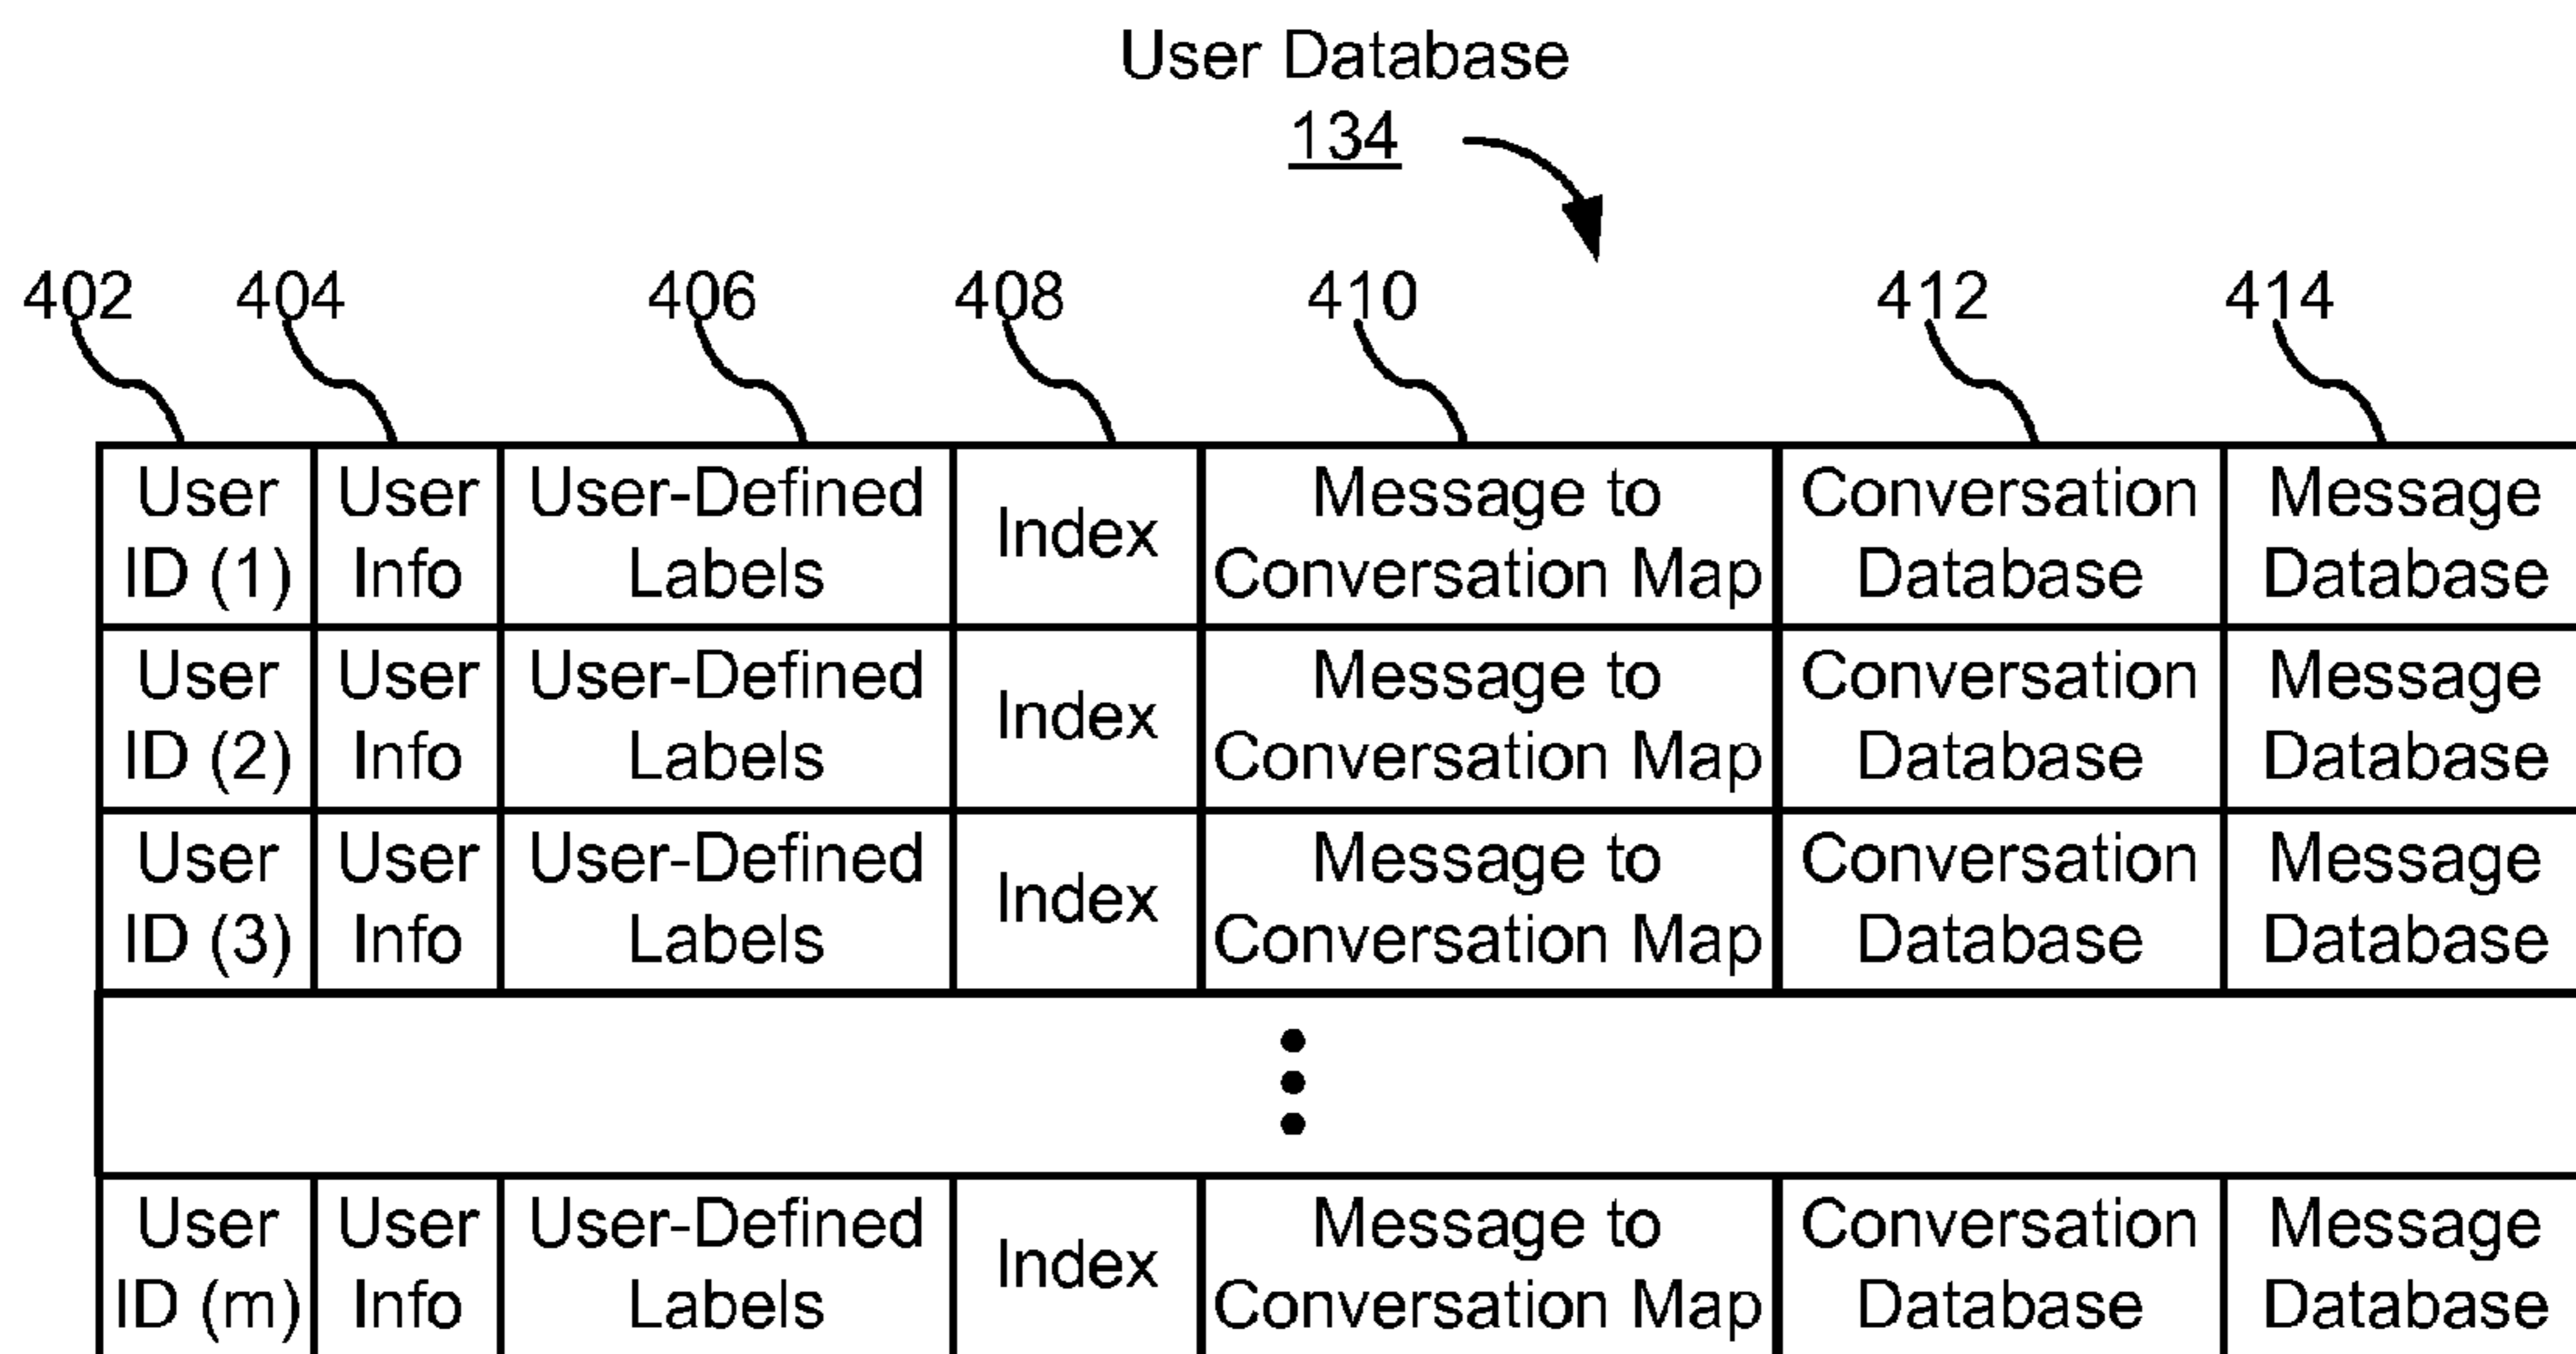 User Database
134
402 404 406 408 410 412 414
User User User-Defined Message to Conversation Message
ID (1) Info Labels Index Conversation Map Database Database
User User User-Defined Message to Conversation Message
ID (2) Info Labels Index Conversation Map Database Database
User User User-Defined Message to Conversation Message
ID (3) Info Labels Index Conversation Map Database Database
User User User-Defined Message to Conversation Message
ID (m) Info Labels Index Conversation Map Database Database